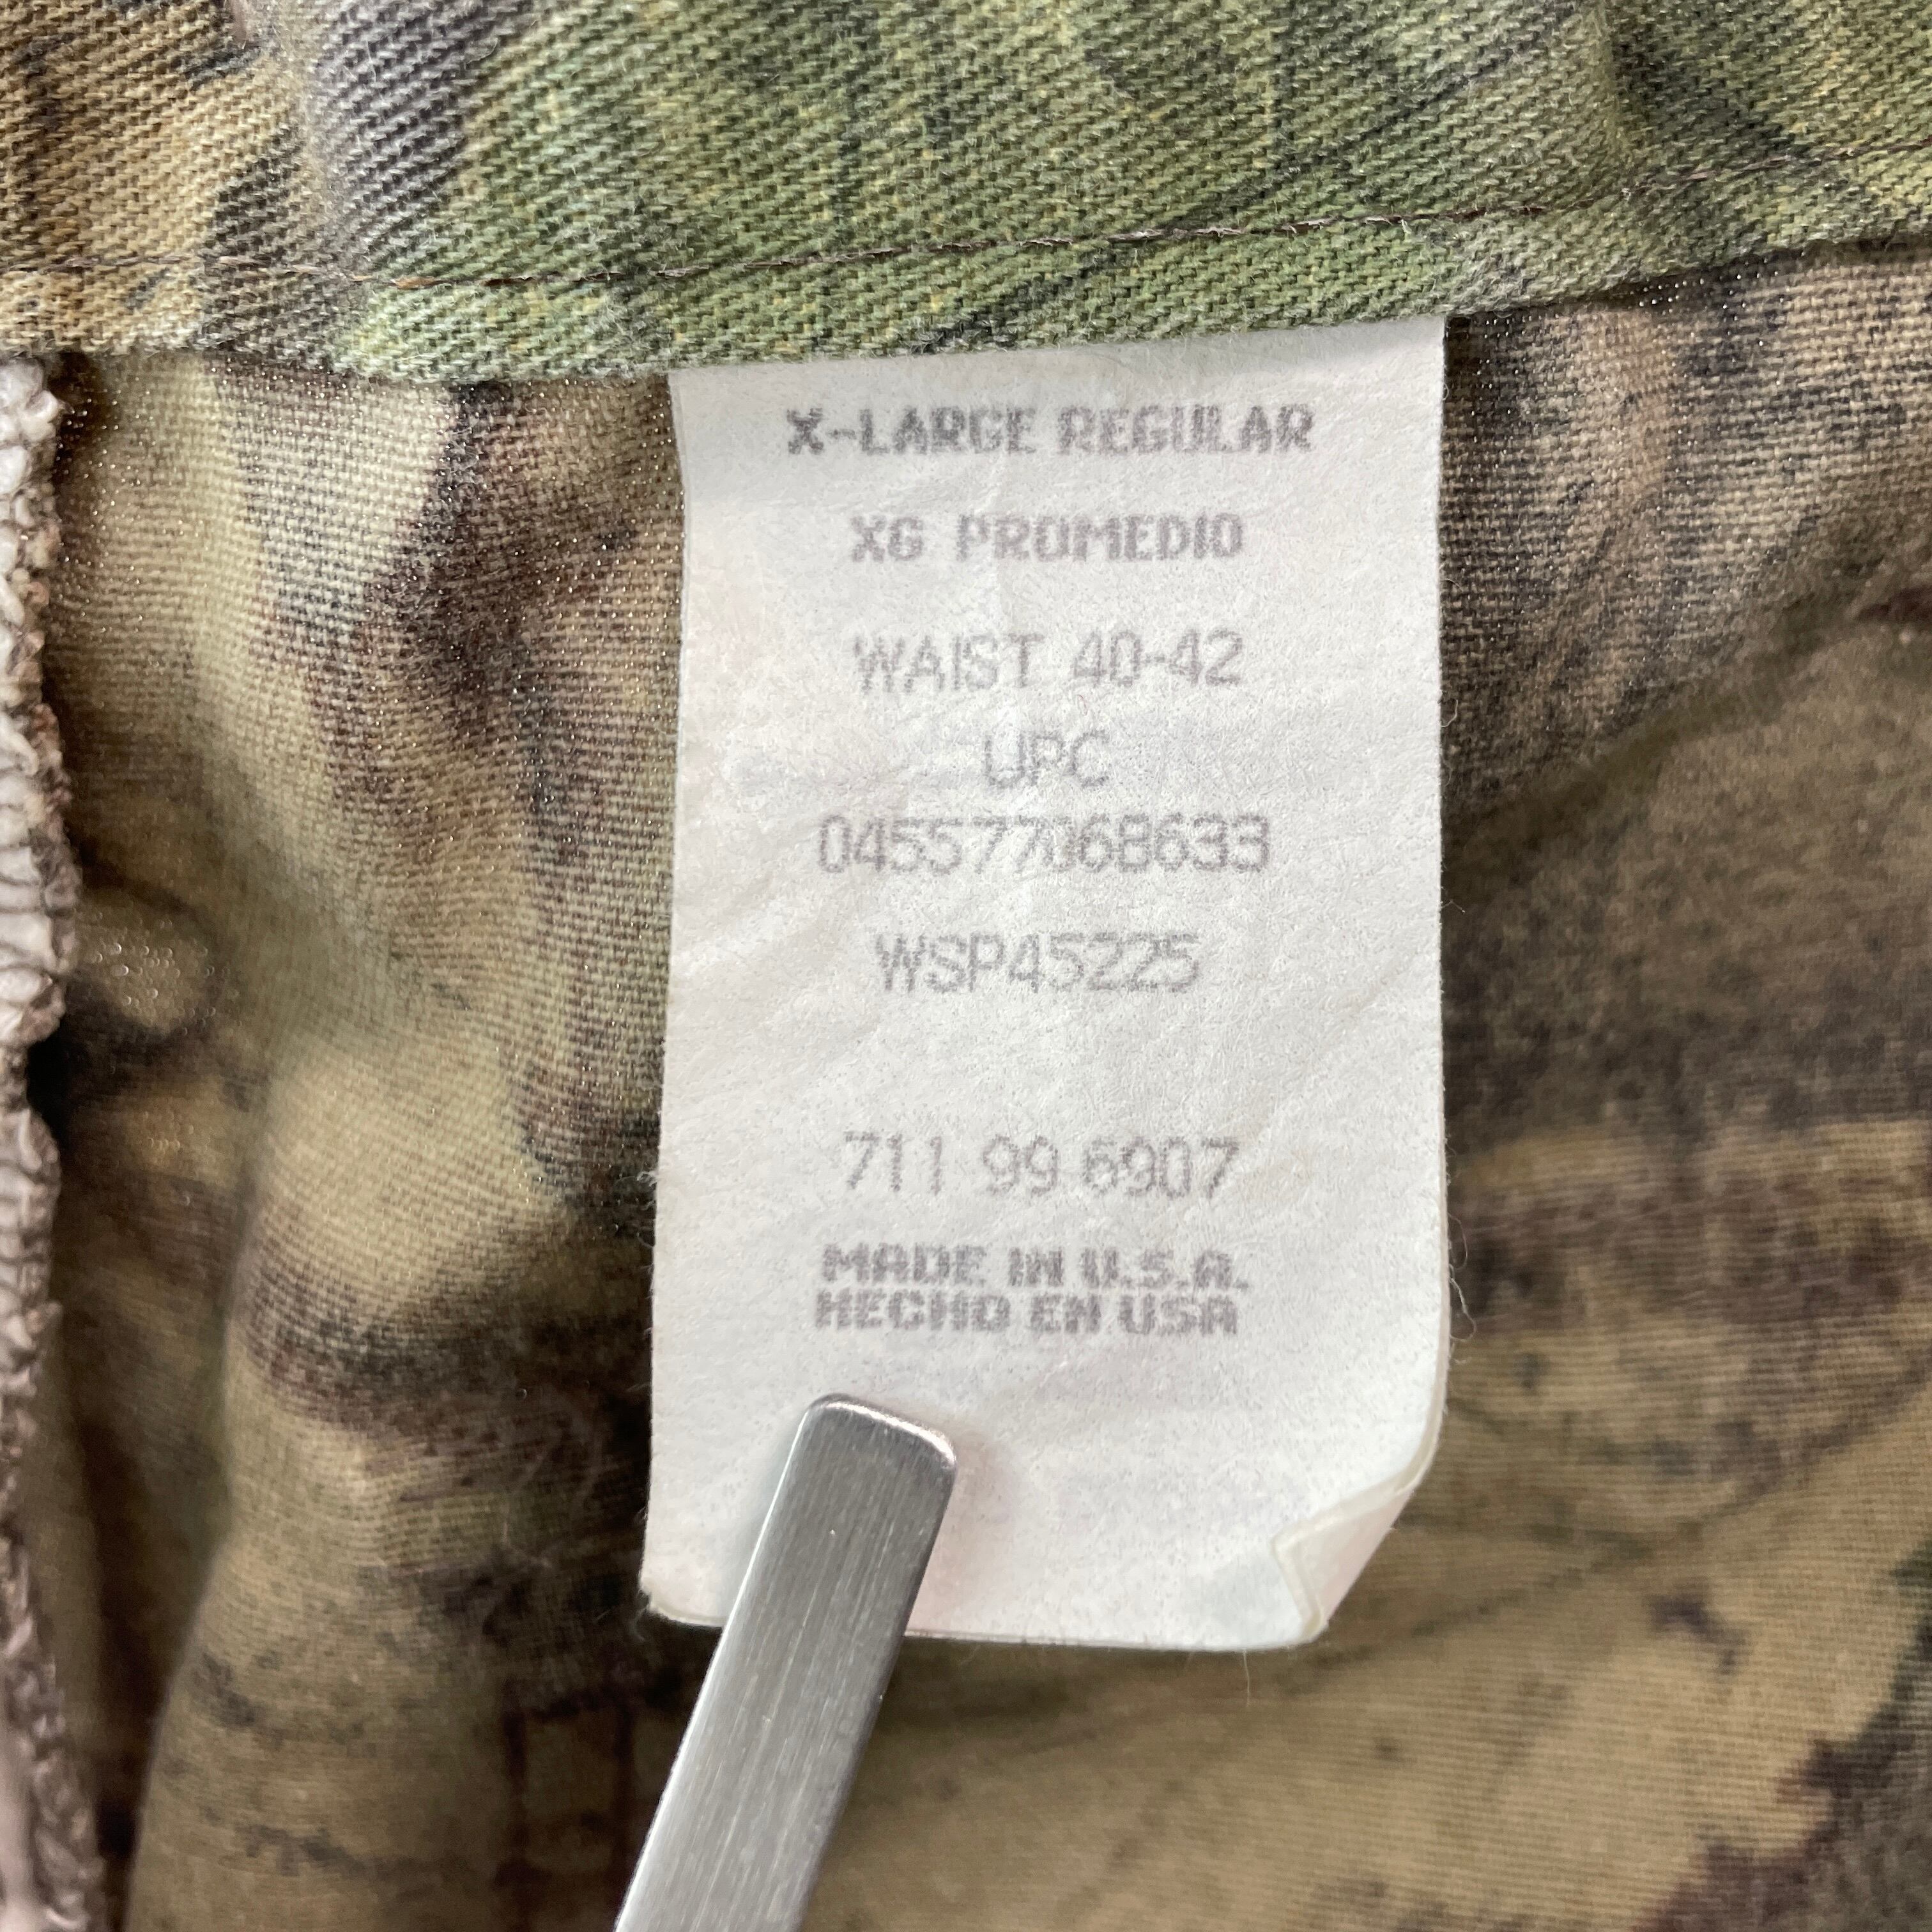 X-LARGE REGULAR
XG PROMEDIO
WAIST 40-42
UPC
045577068633
WSP45225
711 99 6907
MADE IN U.S.A.
HECHO EN USA